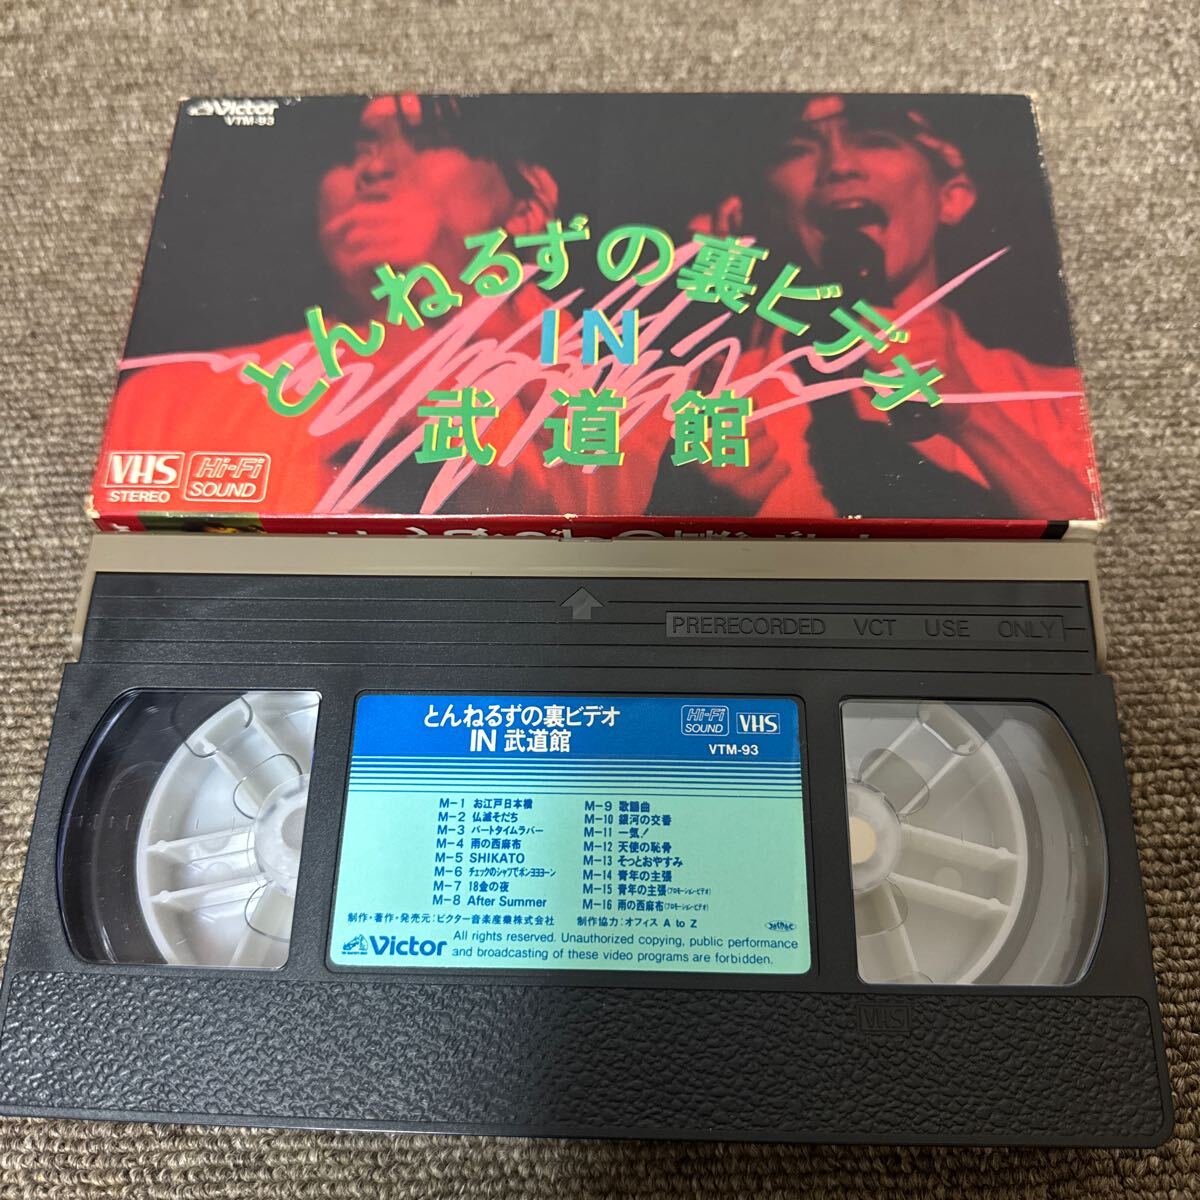 Victor
VTM-93
とんねるずの裏ビデオ
IN
武道館
VHS
STEREO
Hi-Fi
SOUND
PRERECORDED VCT USE ONLY
とんねるずの裏ビデオ
IN 武道館
Hi-Fi
SOUND
VHS
VTM-93
M-1 お江戸日本橋
M-2 仏滅そだち
M-3 パートタイムラバー
M-4 雨の西麻布
M-5 SHIKATO
M-6 チェックのシャツでボンヨヨヨーン
M-7 18金の夜
M-8 After Summer
M-9 歌謡曲
M-10 銀河の交番
M-11 一気!
M-12 天使の恥骨
M-13 そっとおやすみ
M-14 青年の主張
M-15 青年の主張(プロモーション・ビデオ)
M-16 雨の西麻布(プロモーション・ビデオ)
制作・著作・発売元:ビクター音楽産業株式会社 制作協力:オフィス A to Z
Victor
All rights reserved. Unauthorized copying, public performance
and broadcasting of these video programs are forbidden.
VHS